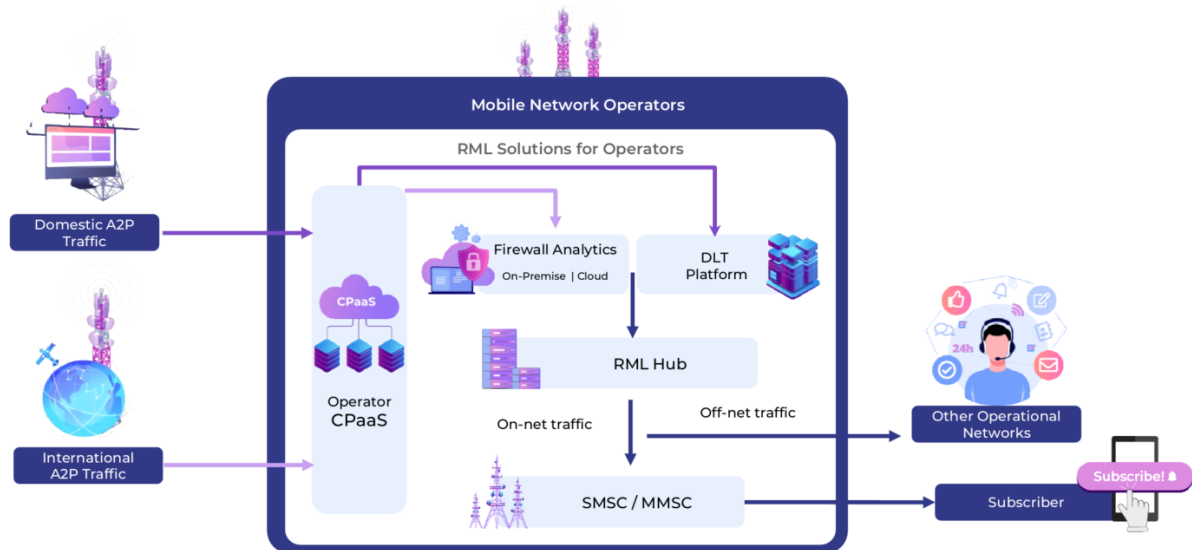 Mobile Network Operators
RML Solutions for Operators
Domestic A2P
Traffic
Firewall Analytics
On-Premise | Cloud
DLT
Platform
CPaaS
Operator
CPaaS
RML Hub
24h
On-net traffic
Off-net traffic
Other Operational
Networks
International
A2P Traffic
Subscribe!
SMSC / MMSC
Subscriber